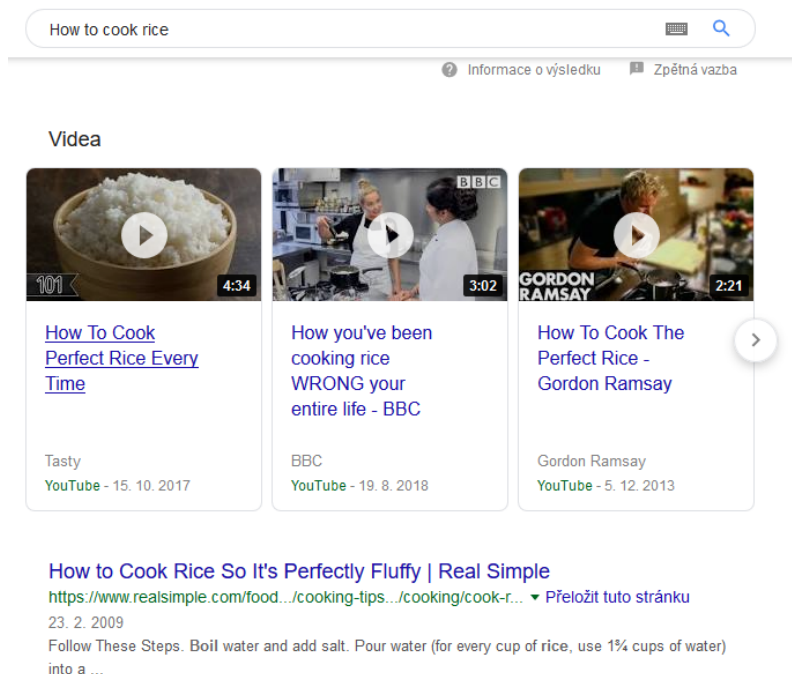 How to cook rice
Informace o výsledku Zpětná vazba
Videa
101
4:34
BBC
3:02
GORDON
RAMSAY
2:21
How To Cook
Perfect Rice Every
Time
Tasty
YouTube - 15. 10. 2017
How you've been
cooking rice
WRONG your
entire life - BBC
BBC
YouTube - 19. 8. 2018
How To Cook The
Perfect Rice -
Gordon Ramsay
Gordon Ramsay
YouTube - 5. 12. 2013
How to Cook Rice So It's Perfectly Fluffy | Real Simple
https://www.realsimple.com/food.../cooking-tips.../cooking/cook-r... ▾ Přeložit tuto stránku
23. 2. 2009
Follow These Steps. Boil water and add salt. Pour water (for every cup of rice, use 1¾ cups of water)
into a ...